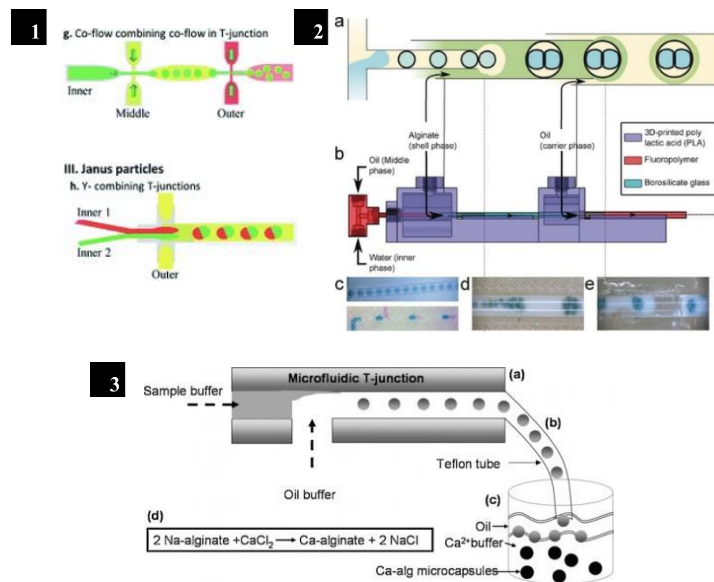 1
g. Co-flow combining co-flow in T-junction
Inner
Middle
Outer
III. Janus particles
h. Y- combining T-junctions
Inner 1
Inner 2
Outer
2
a
Alginate
(shell phase)
Oil
(carrier phase)
3D-printed poly
lactic acid (PLA)
Fluoropolymer
Borosilicate glass
b
Oil (Middle
phase)
Water (inner
phase)
c
d
e
3
Microfluidic T-junction
(a)
Sample buffer
(b)
Teflon tube
Oil buffer
(c)
(d)
2 Na-alginate +CaCl₂ → Ca-alginate + 2 NaCl
Oil
Ca²⁺buffer
Ca-alg microcapsules